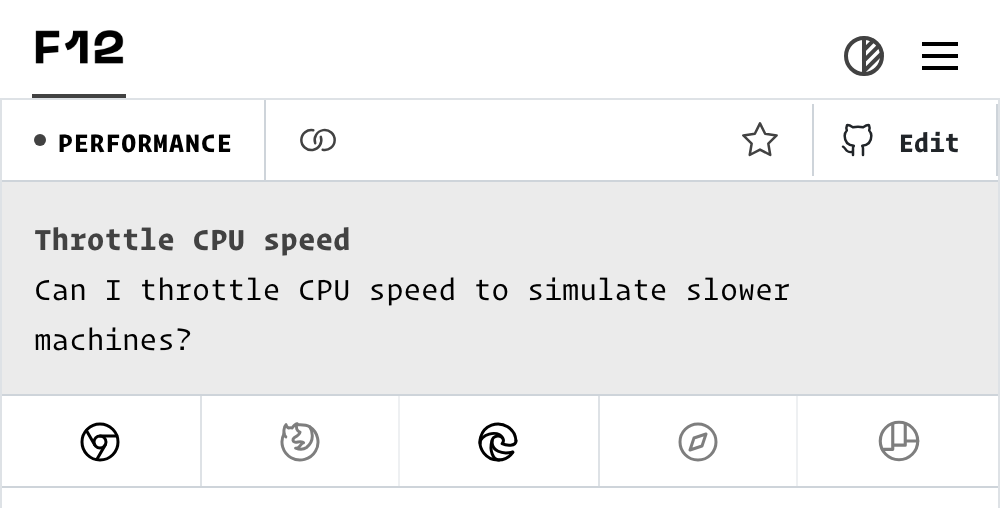 F12
PERFORMANCE
Edit
Throttle CPU speed
Can I throttle CPU speed to simulate slower
machines?